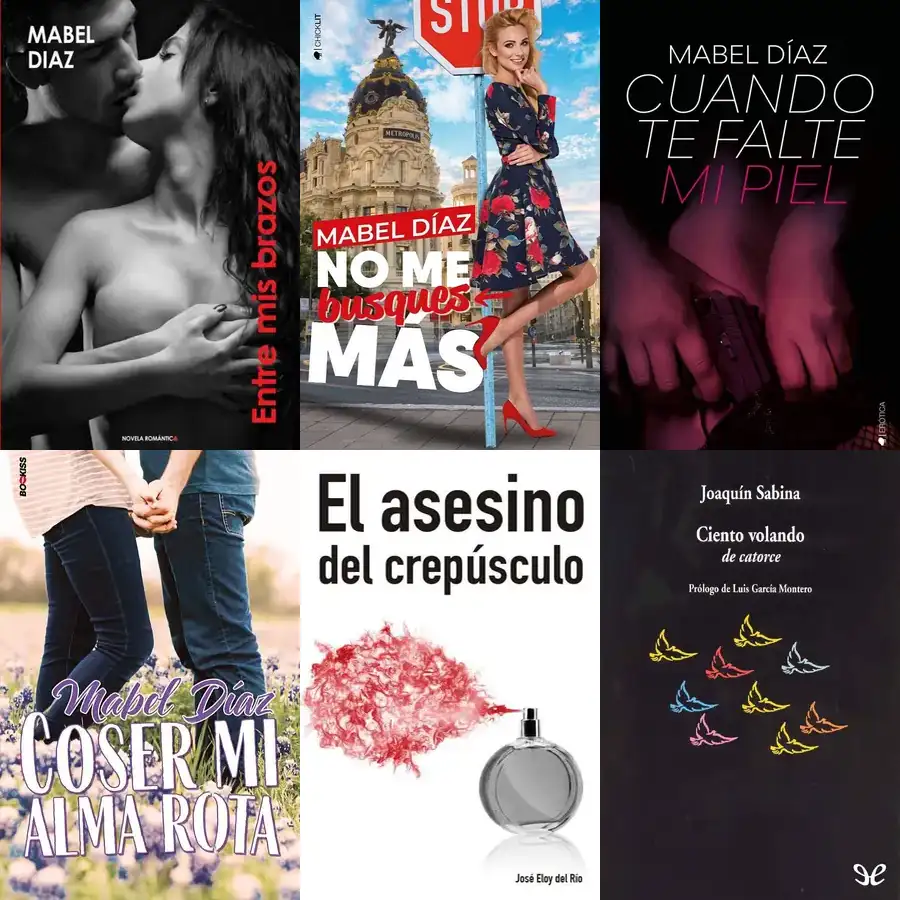 MABEL
DIAZ
Entre mis brazos
NOVELA ROMÁNTICA
CHICKLIT
STOP
METROPOLIS
MABEL DÍAZ
NO ME
busques
MÁS
MABEL DÍAZ
CUANDO
TE FALTE
MI PIEL
EROTICA
BOOKISS
Mabel Díaz
COSER MI
ALMA ROTA
El asesino
del crepúsculo
José Eloy del Río
Joaquín Sabina
Ciento volando
de catorce
Prólogo de Luis García Montero